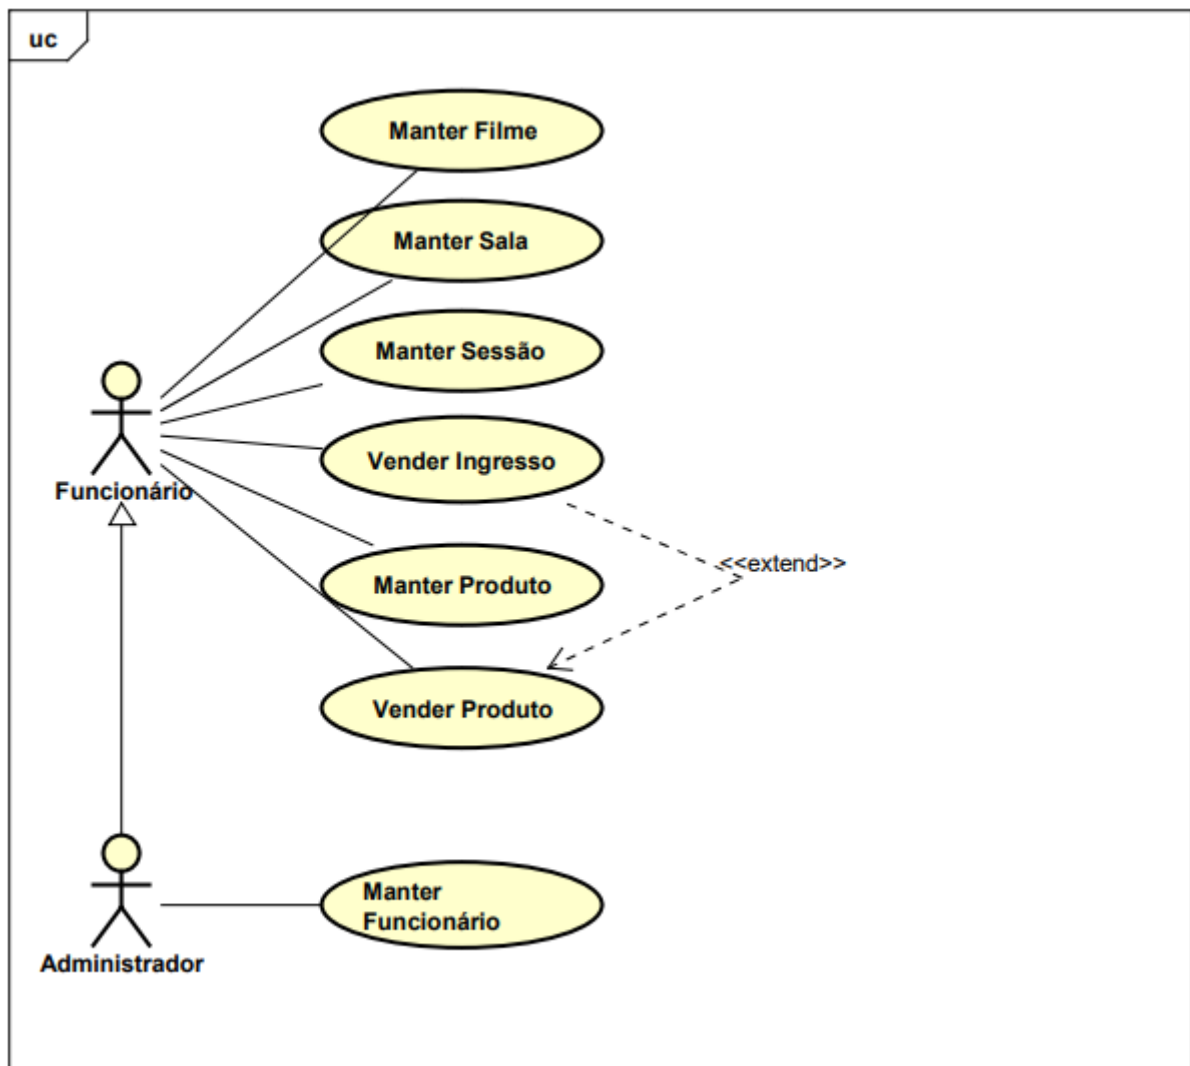 uc
Manter Filme
Manter Sala
Manter Sessão
Vender Ingresso
Funcionário
<<extend>>
Manter Produto
Vender Produto
Manter
Funcionário
Administrador